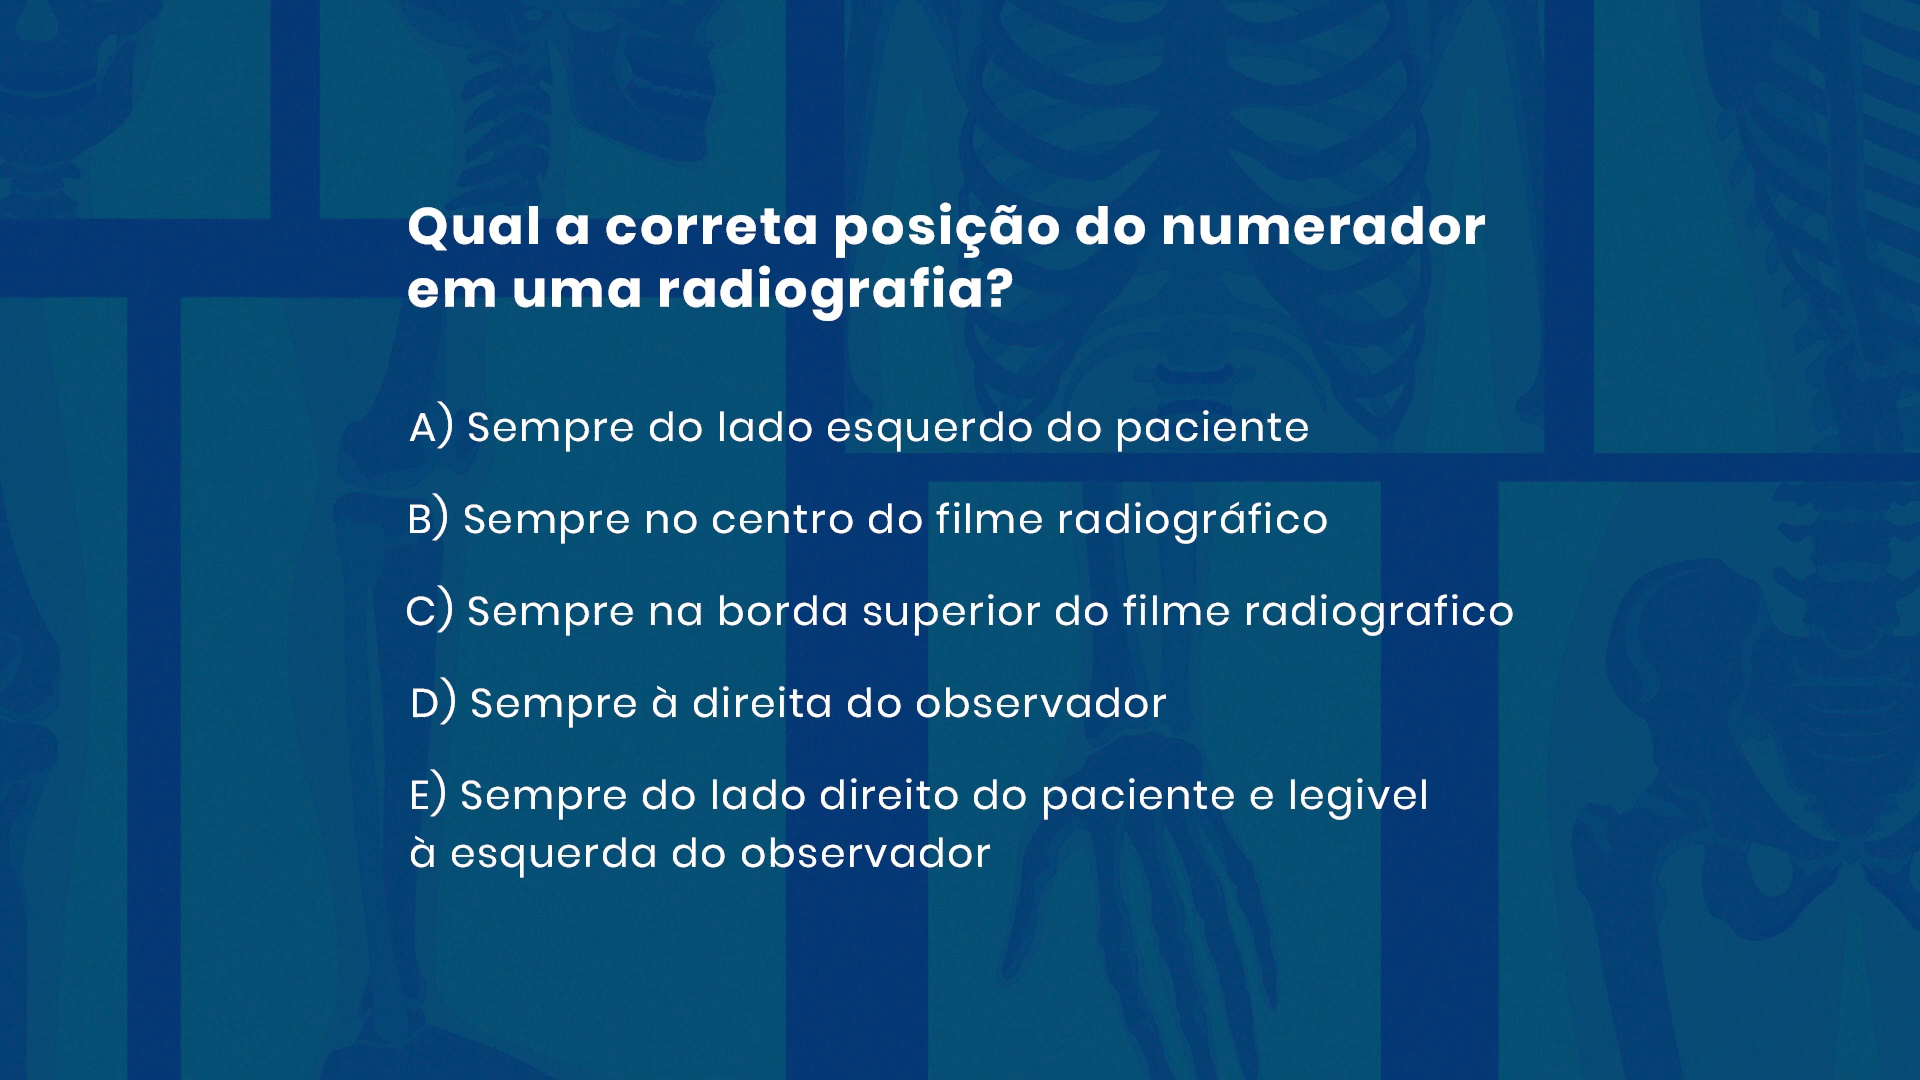 Qual a correta posição do numerador
em uma radiografia?
A) Sempre do lado esquerdo do paciente
B) Sempre no centro do filme radiográfico
C) Sempre na borda superior do filme radiografico
D) Sempre à direita do observador
E) Sempre do lado direito do paciente e legivel
à esquerda do observador